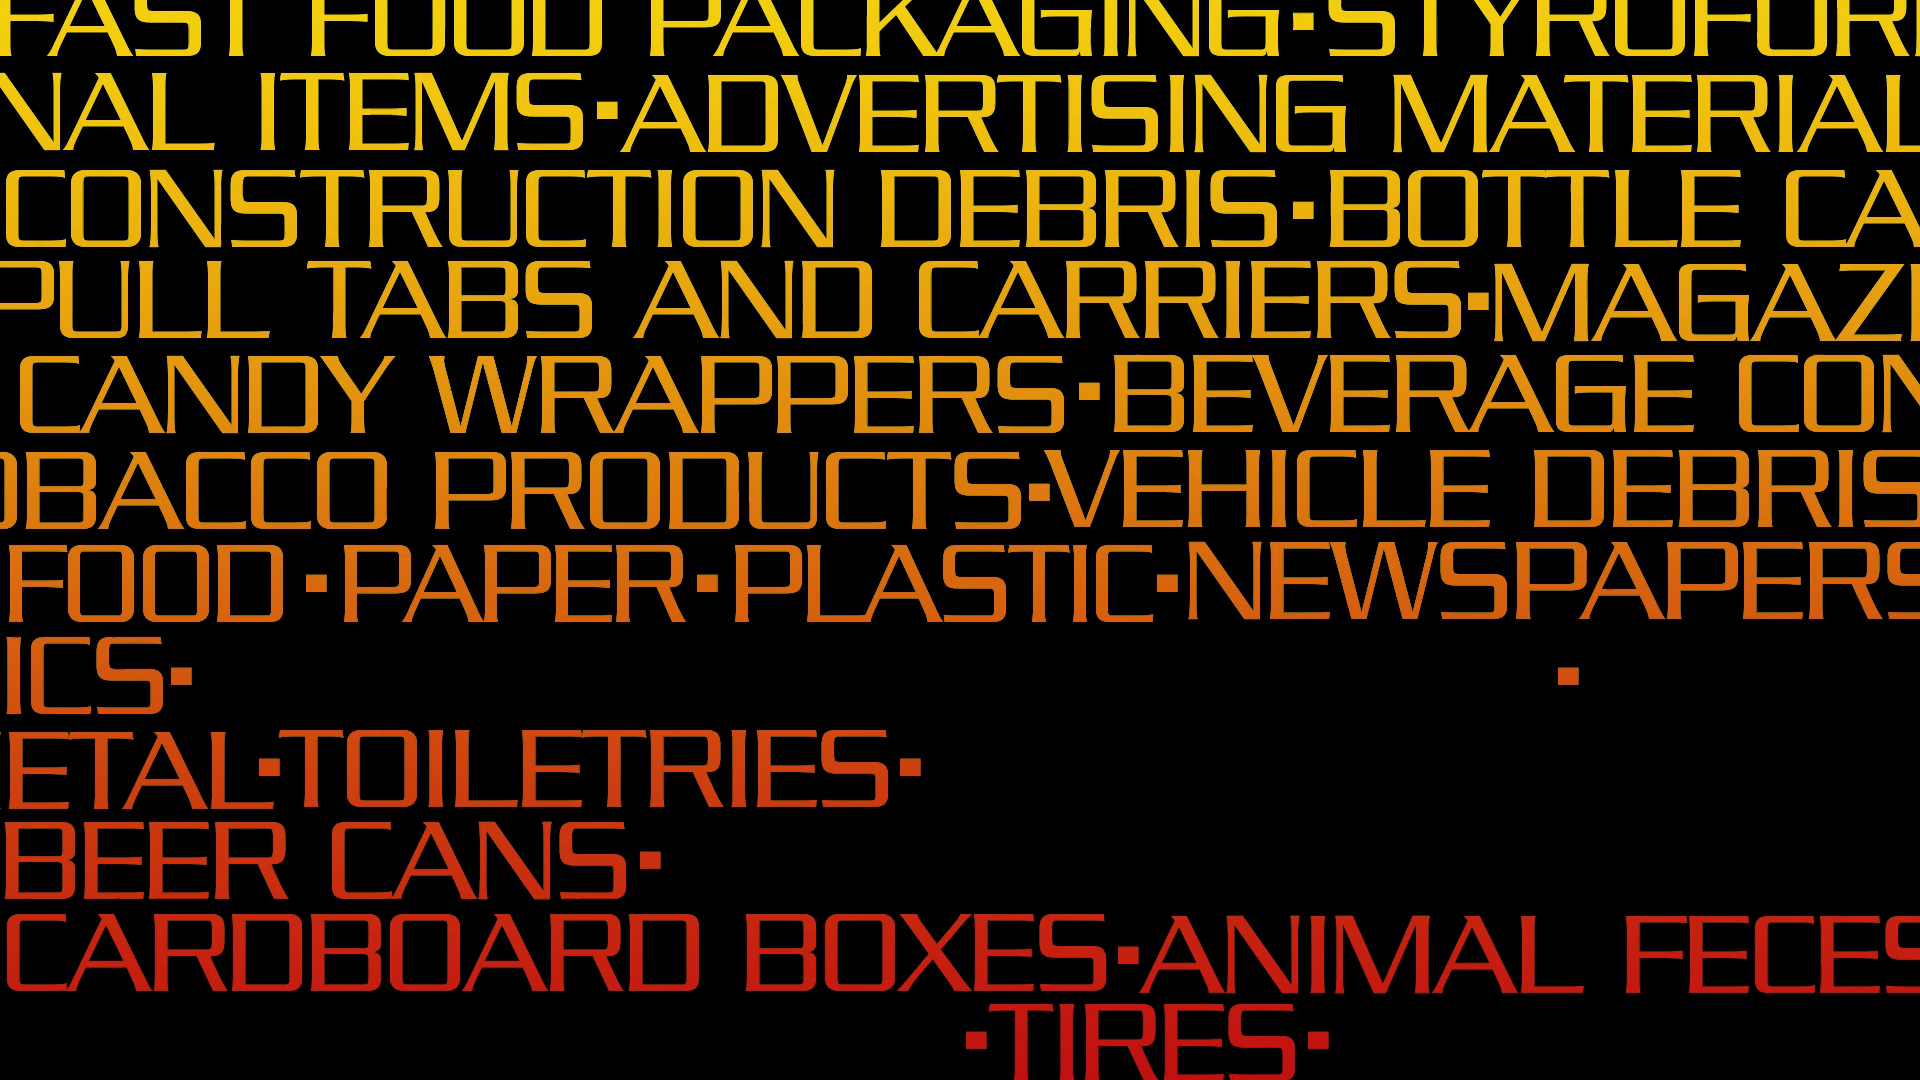 FAST FOOD PACKAGING▪STYROFOR
NAL ITEMS▪ADVERTISING MATERIAL
CONSTRUCTION DEBRIS▪BOTTLE CA
PULL TABS AND CARRIERS▪MAGAZI
CANDY WRAPPERS▪BEVERAGE CON
OBACCO PRODUCTS▪VEHICLE DEBRIS
FOOD▪PAPER▪PLASTIC▪NEWSPAPERS
ICS▪ ▪
ETAL▪TOILETRIES▪
BEER CANS▪
CARDBOARD BOXES▪ANIMAL FECES
▪TIRES▪